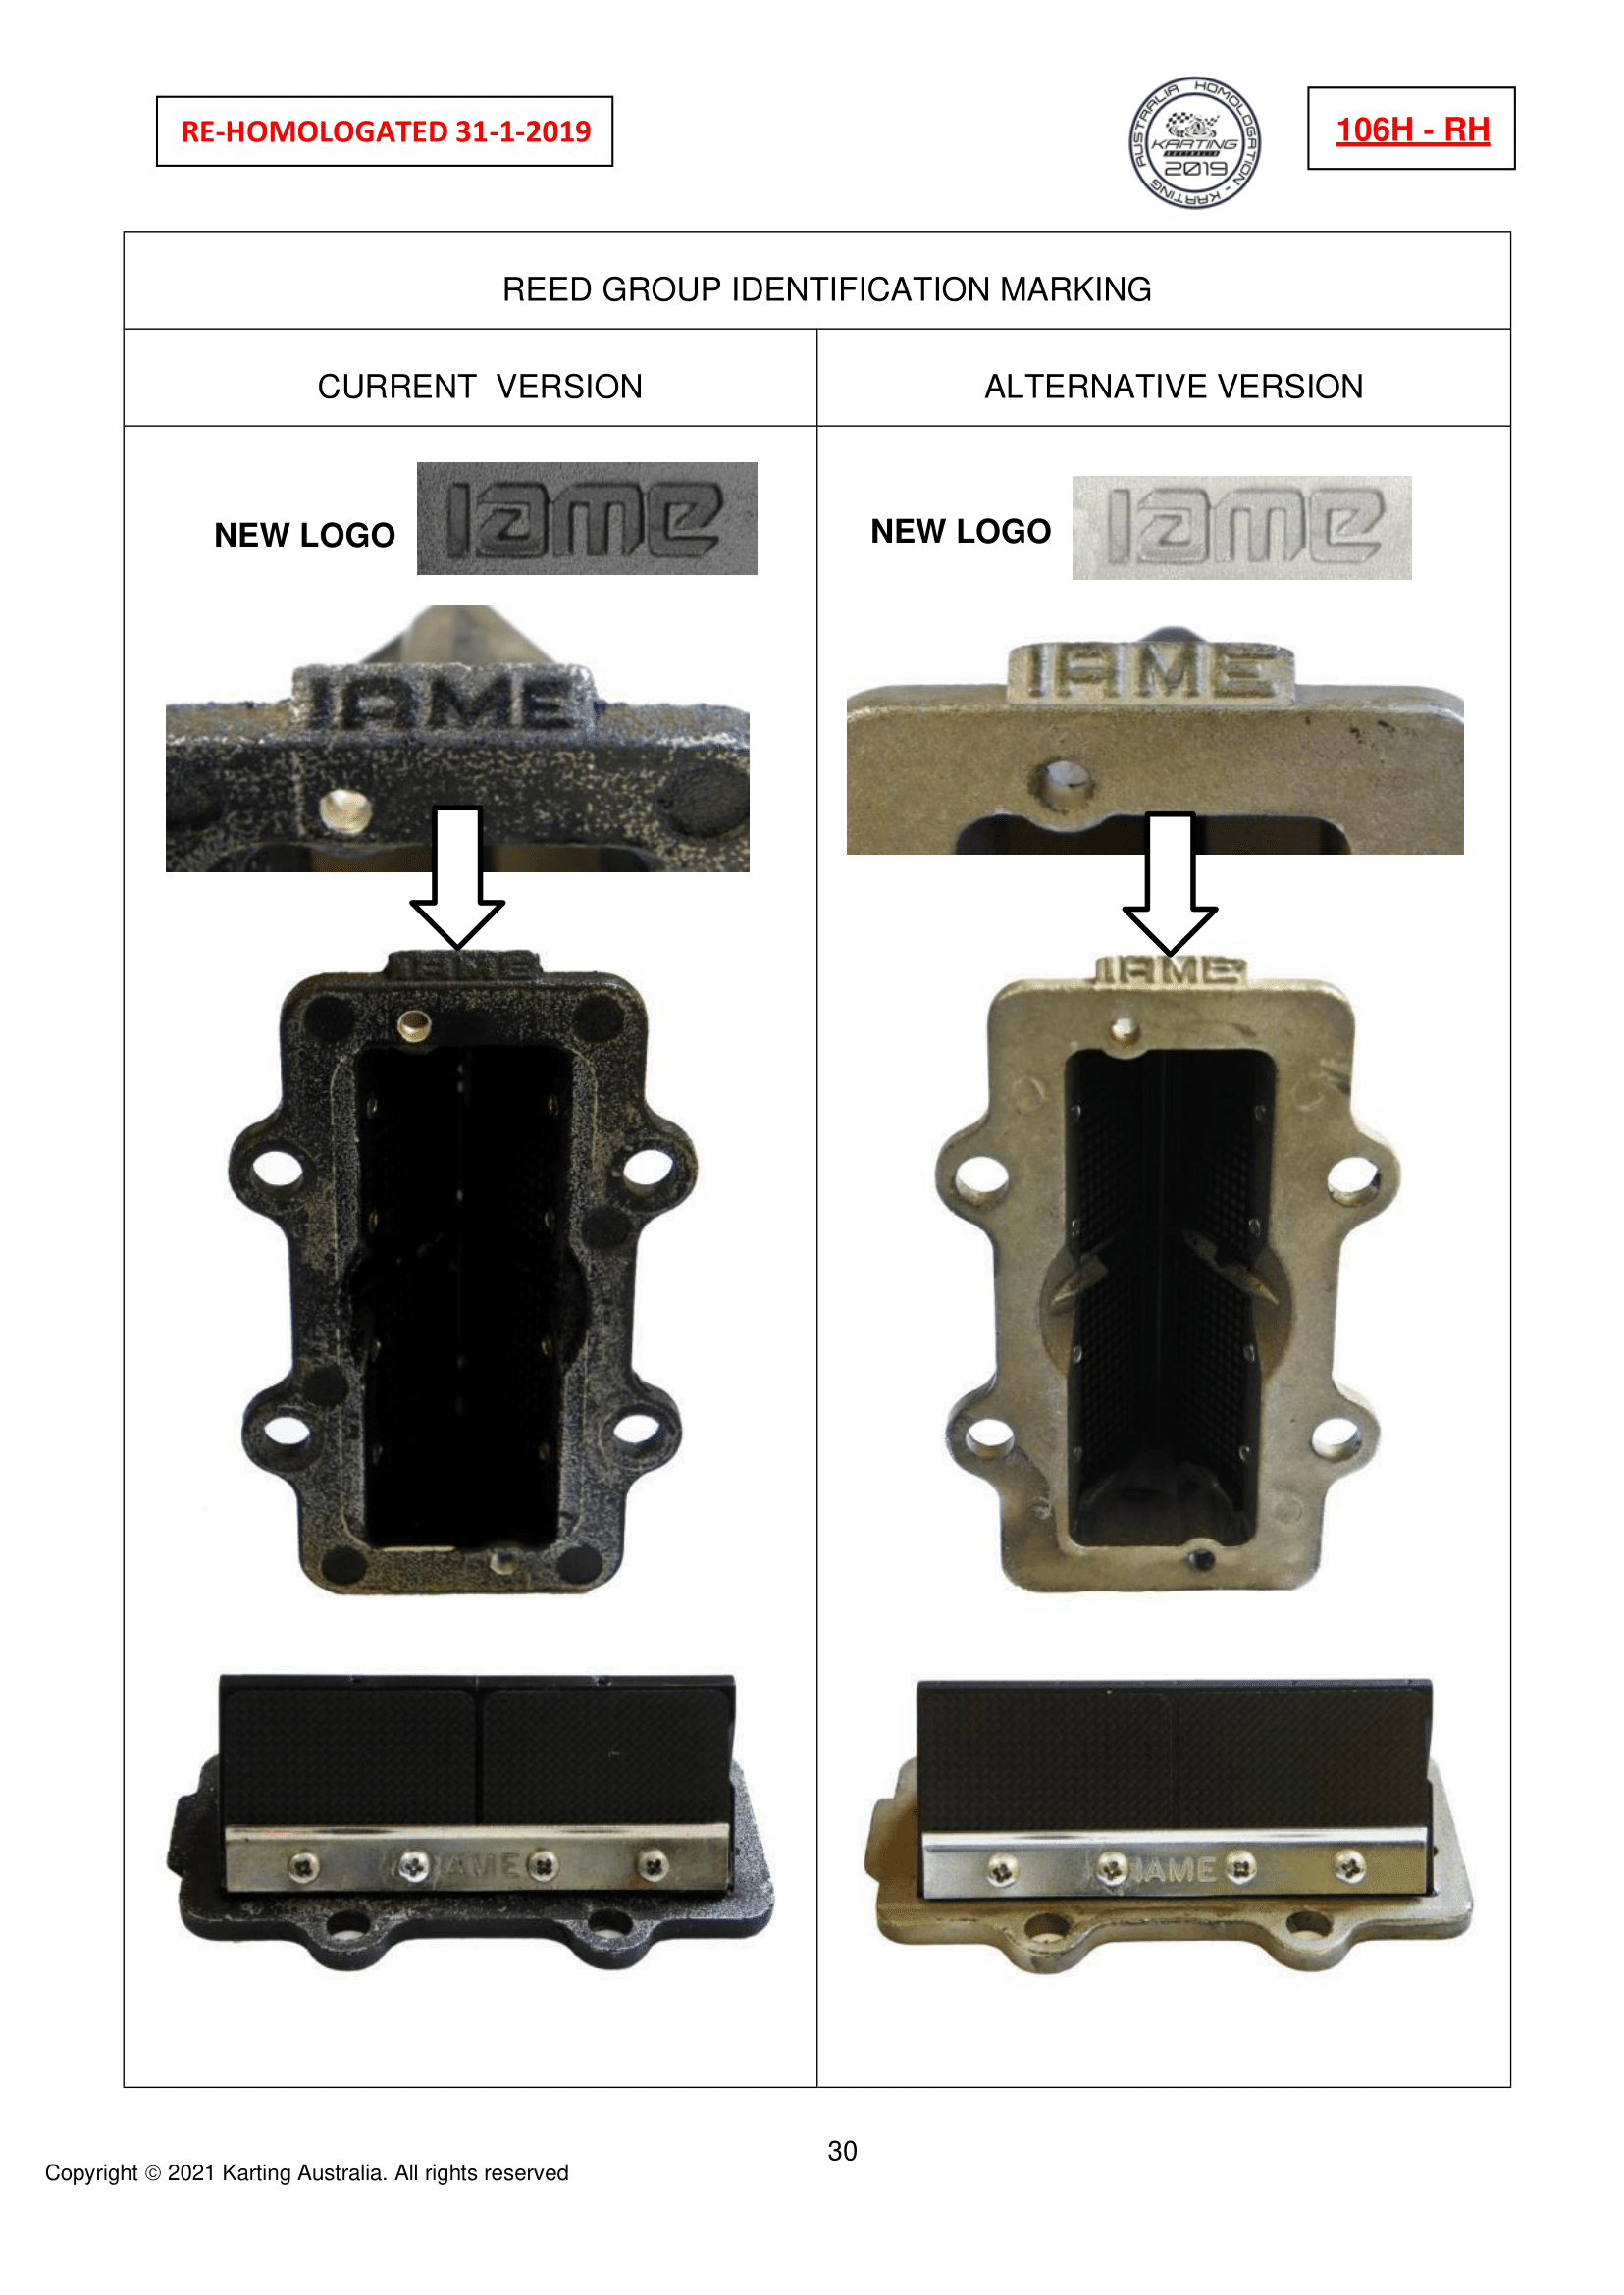 RE-HOMOLOGATED 31-1-2019
AUSTRALIA HOMOLOGATION - KARTING
KARTING
AUSTRALIA
2019
106H - RH
REED GROUP IDENTIFICATION MARKING
CURRENT VERSION
ALTERNATIVE VERSION
NEW LOGO
Iame
NEW LOGO
Iame
IAME
IAME
IAME
IAME
IAME
IAME
30
Copyright © 2021 Karting Australia. All rights reserved